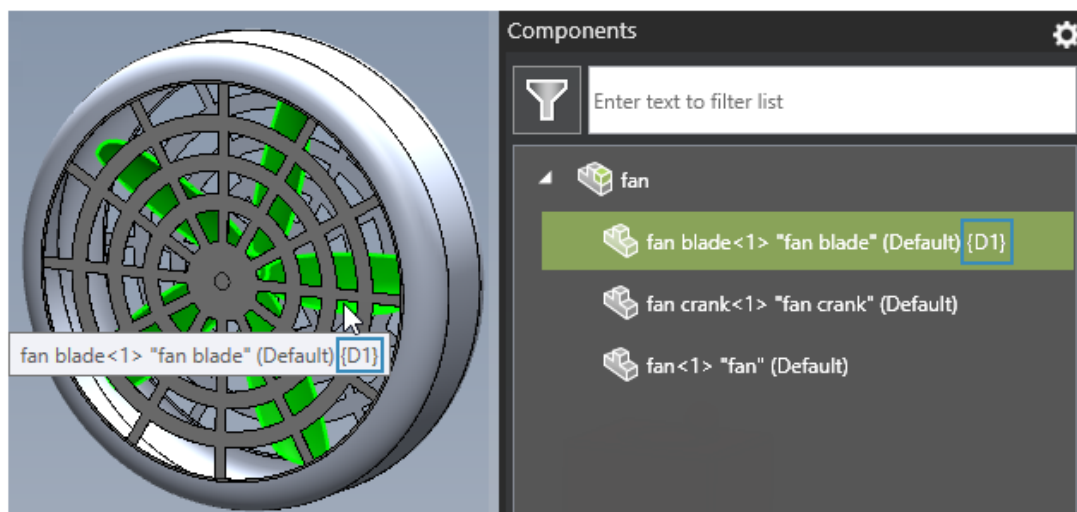 Components
Enter text to filter list
fan
fan blade<1> "fan blade" (Default) {D1}
fan crank<1> "fan crank" (Default)
fan<1> "fan" (Default)
fan blade<1> "fan blade" (Default) {D1}